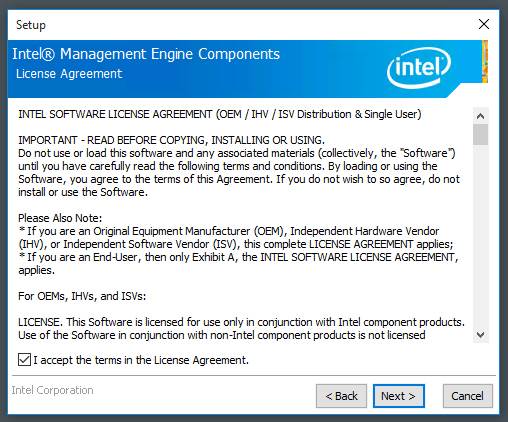 Setup
Intel® Management Engine Components
License Agreement
intel
INTEL SOFTWARE LICENSE AGREEMENT (OEM / IHV / ISV Distribution & Single User)
IMPORTANT - READ BEFORE COPYING, INSTALLING OR USING.
Do not use or load this software and any associated materials (collectively, the "Software")
until you have carefully read the following terms and conditions. By loading or using the
Software, you agree to the terms of this Agreement. If you do not wish to so agree, do not
install or use the Software.
Please Also Note:
* If you are an Original Equipment Manufacturer (OEM), Independent Hardware Vendor
(IHV), or Independent Software Vendor (ISV), this complete LICENSE AGREEMENT applies;
* If you are an End-User, then only Exhibit A, the INTEL SOFTWARE LICENSE AGREEMENT,
applies.
For OEMs, IHVs, and ISVs:
LICENSE. This Software is licensed for use only in conjunction with Intel component products.
Use of the Software in conjunction with non-Intel component products is not licensed
I accept the terms in the License Agreement.
Intel Corporation
< Back
Next >
Cancel